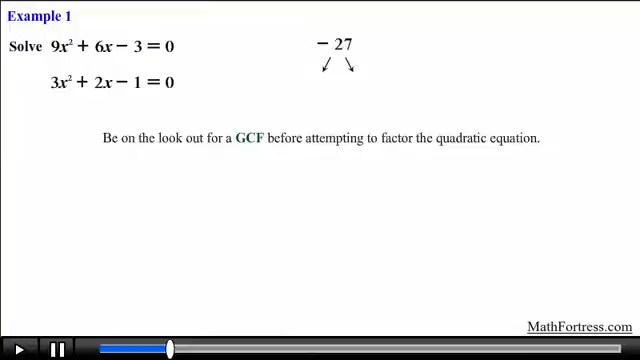 Example 1
Solve 9x² + 6x − 3 = 0
− 27
3x² + 2x − 1 = 0
Be on the look out for a GCF before attempting to factor the quadratic equation.
MathFortress.com